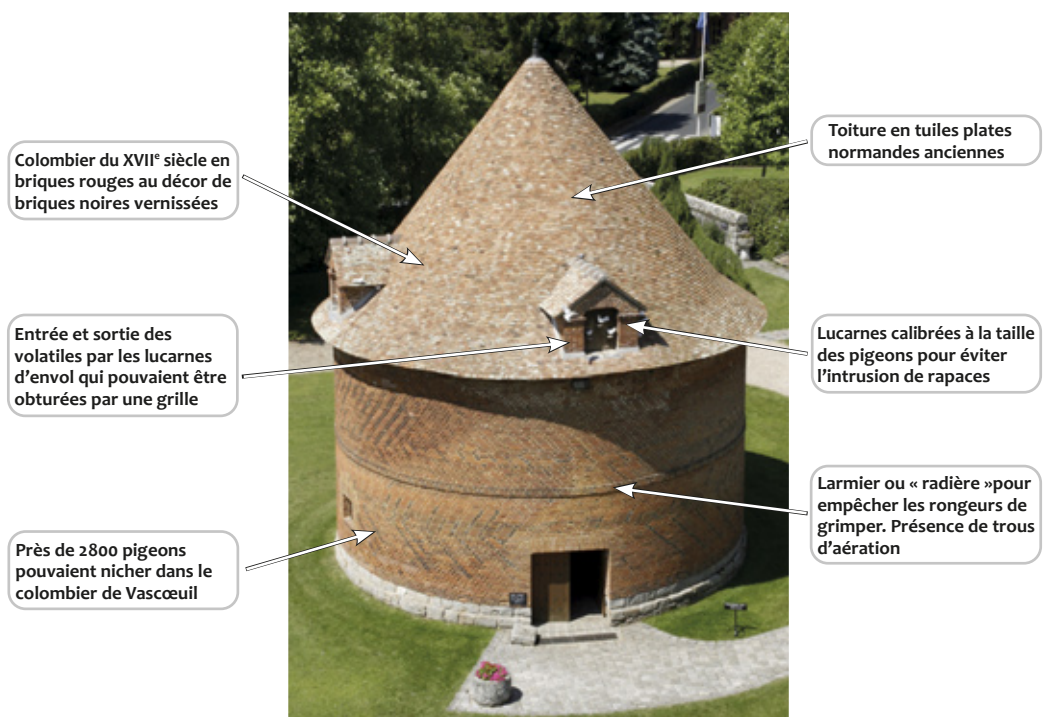 Colombier du XVIIᵉ siècle en
briques rouges au décor de
briques noires vernissées
Entrée et sortie des
volatiles par les lucarnes
d’envol qui pouvaient être
obturées par une grille
Près de 2800 pigeons
pouvaient nicher dans le
colombier de Vascœuil
Toiture en tuiles plates
normandes anciennes
Lucarnes calibrées à la taille
des pigeons pour éviter
l’intrusion de rapaces
Larmier ou « radière »pour
empêcher les rongeurs de
grimper. Présence de trous
d’aération